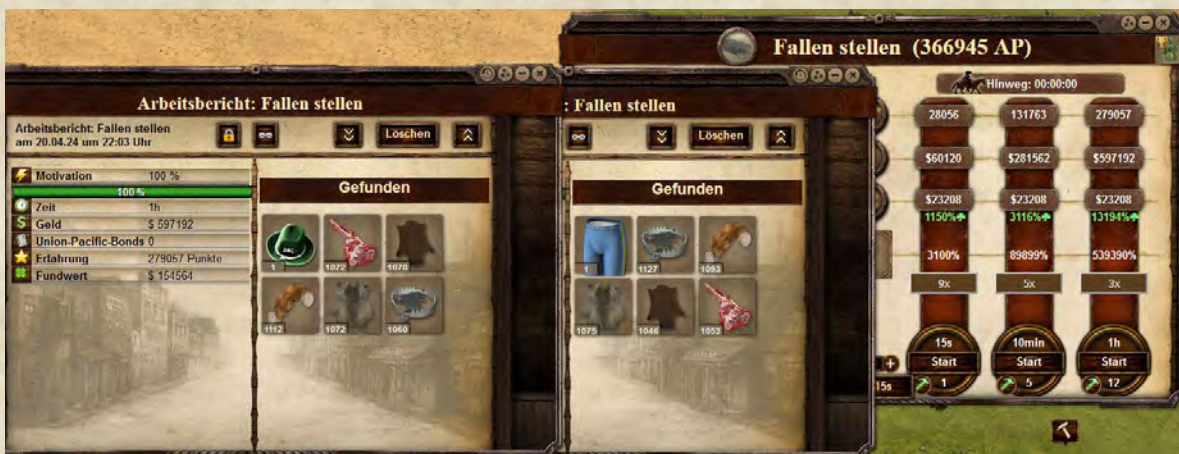 Fallen stellen (366945 AP)
Arbeitsbericht: Fallen stellen
Arbeitsbericht: Fallen stellen
am 20.04.24 um 22:03 Uhr
Löschen
Motivation 100 %
100 %
Zeit 1h
Geld $ 597192
Union-Pacific-Bonds 0
Erfahrung 279057 Punkte
Fundwert $ 154564
Gefunden
1 1072 1078
1112 1072 1060
: Fallen stellen
Löschen
Gefunden
1 1127 1093
1075 1046 1053
Hinweg: 00:00:00
28056 131763 279057
$60120 $281562 $597192
$23208 $23208 $23208
1150% 3116% 13194%
3100% 89899% 539390%
9x 5x 3x
15s 10min 1h
Start Start Start
15s 1 5 12